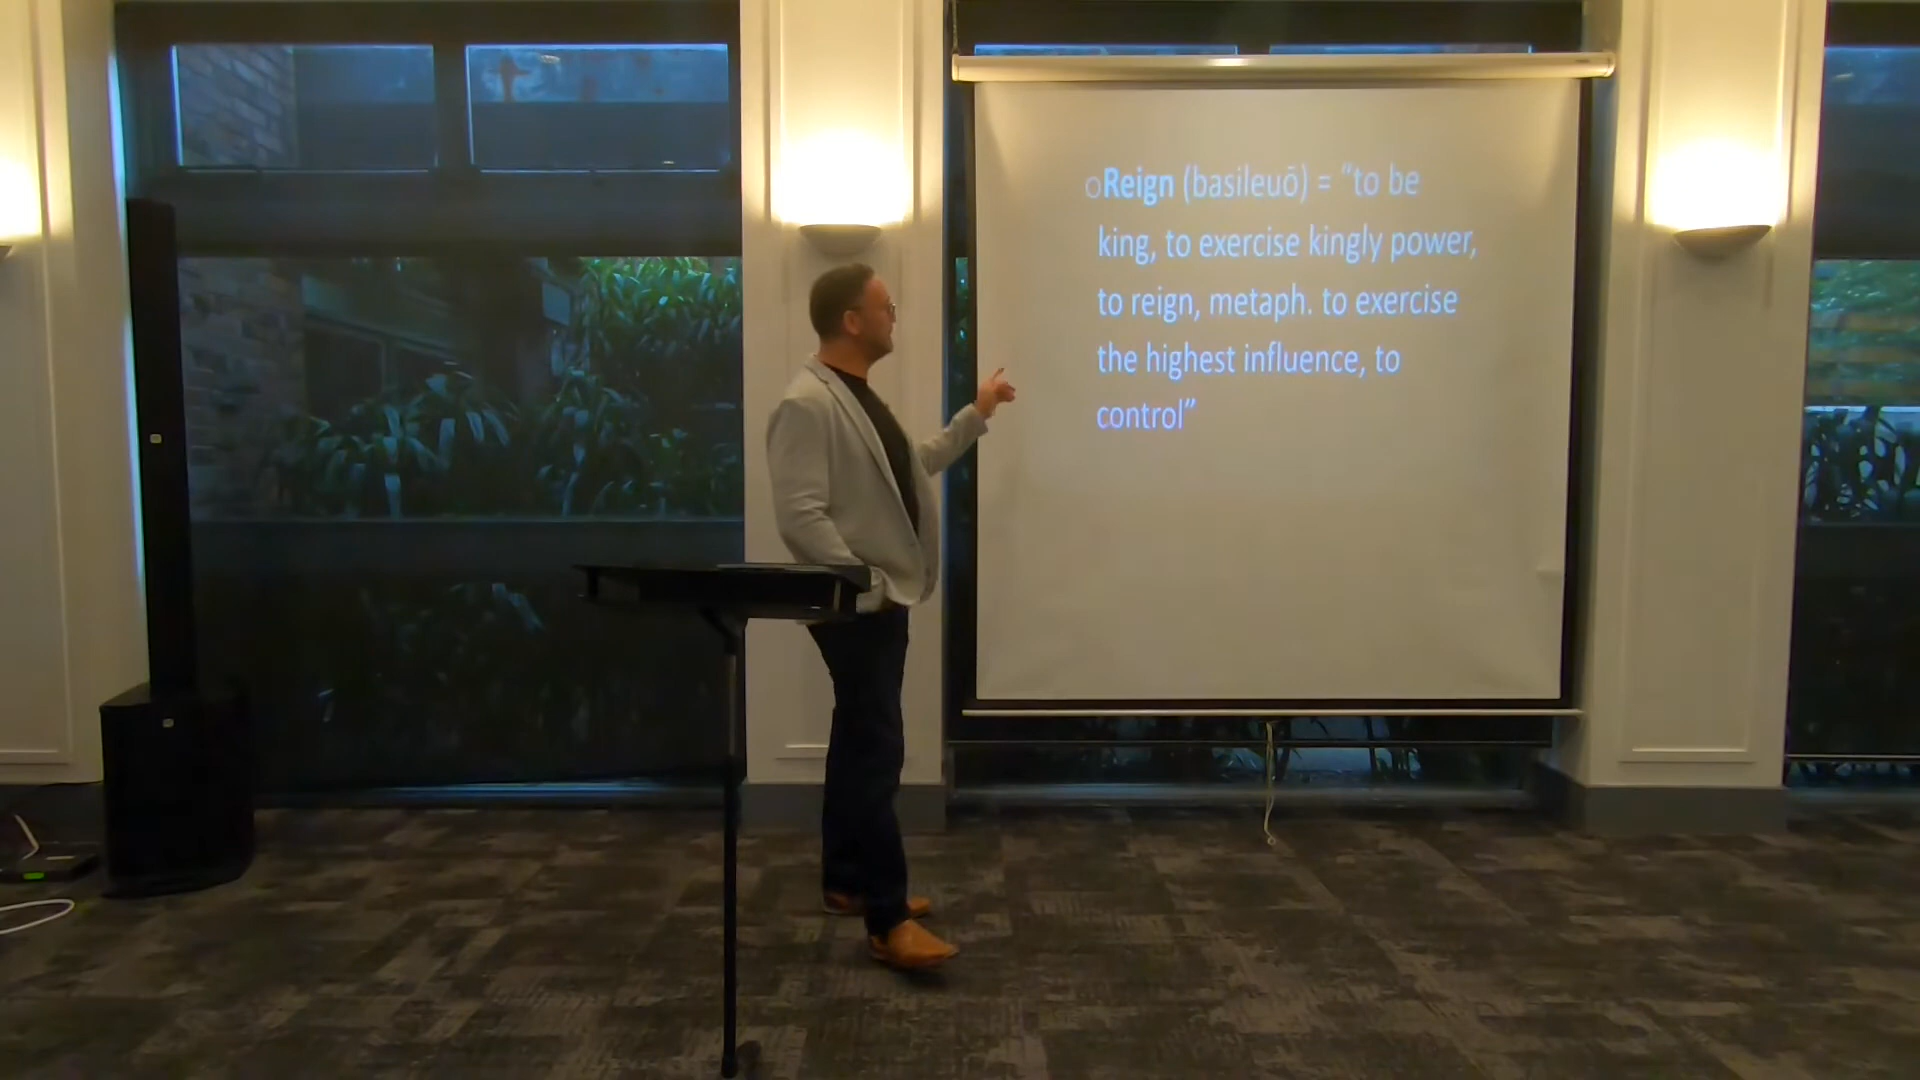 oReign (basileuō) = “to be
king, to exercise kingly power,
to reign, metaph. to exercise
the highest influence, to
control”